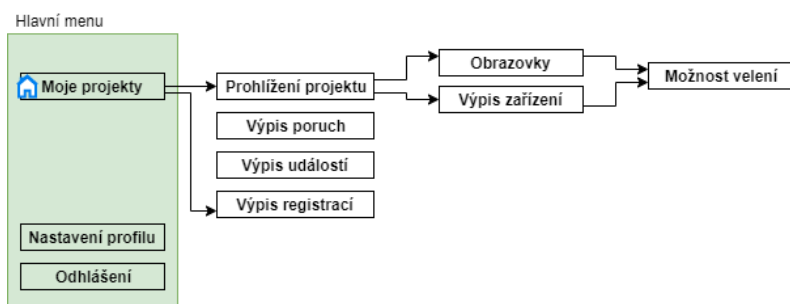 Hlavní menu
Moje projekty
Prohlížení projektu
Obrazovky
Možnost velení
Výpis zařízení
Výpis poruch
Výpis událostí
Výpis registrací
Nastavení profilu
Odhlášení